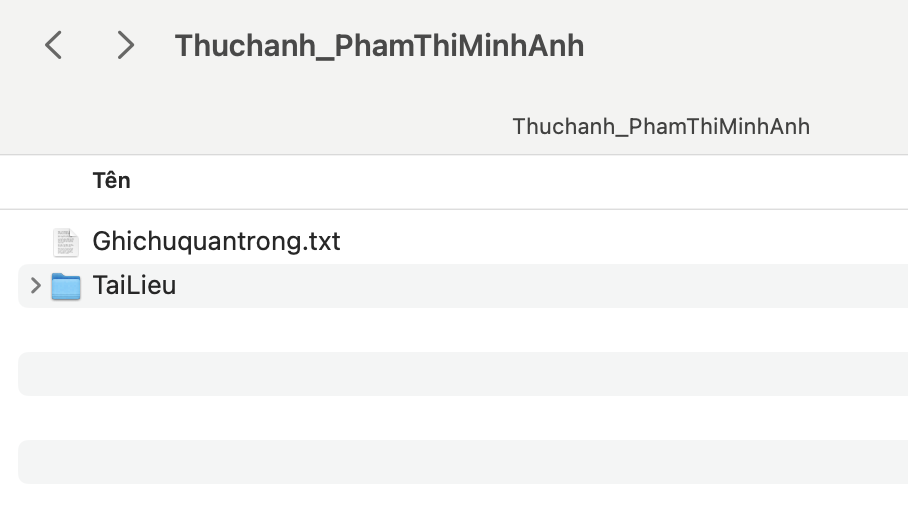 Thuchanh_PhamThiMinhAnh
Thuchanh_PhamThiMinhAnh
Tên
Ghichuquantrong.txt
TaiLieu